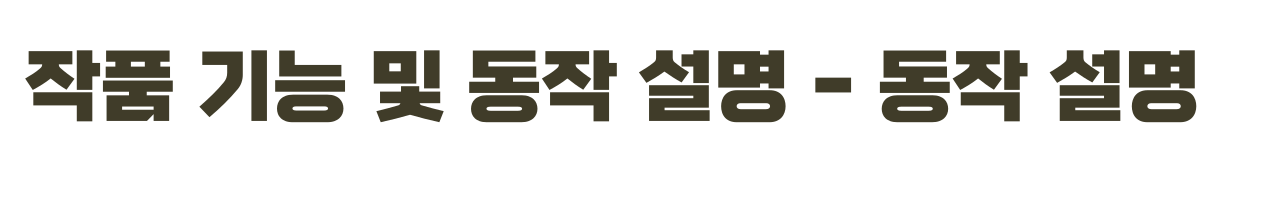 작품 기능 및 동작 설명 - 동작 설명